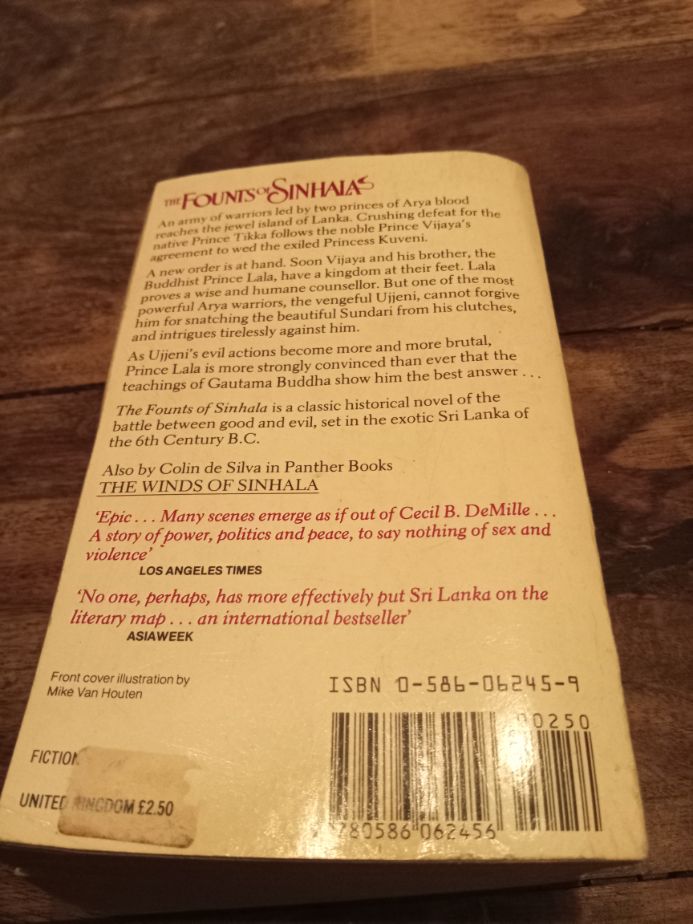 THE FOUNTS OF SINHALA
An army of warriors led by two princes of Arya blood
reaches the jewel island of Lanka. Crushing defeat for the
native Prince Tikka follows the noble Prince Vijaya's
agreement to wed the exiled Princess Kuveni.
A new order is at hand. Soon Vijaya and his brother, the
Buddhist Prince Lala, have a kingdom at their feet. Lala
proves a wise and humane counsellor. But one of the most
powerful Arya warriors, the vengeful Ujjeni, cannot forgive
him for snatching the beautiful Sundari from his clutches,
and intrigues tirelessly against him.
As Ujjeni's evil actions become more and more brutal,
Prince Lala is more strongly convinced than ever that the
teachings of Gautama Buddha show him the best answer . . .
The Founts of Sinhala is a classic historical novel of the
battle between good and evil, set in the exotic Sri Lanka of
the 6th Century B.C.
Also by Colin de Silva in Panther Books
THE WINDS OF SINHALA
'Epic . . . Many scenes emerge as if out of Cecil B. DeMille . . .
A story of power, politics and peace, to say nothing of sex and
violence'
LOS ANGELES TIMES
'No one, perhaps, has more effectively put Sri Lanka on the
literary map . . . an international bestseller'
ASIAWEEK
Front cover illustration by
Mike Van Houten
ISBN 0-586-06245-9
00250
FICTION
UNITED KINGDOM £2.50
9 780586 062456